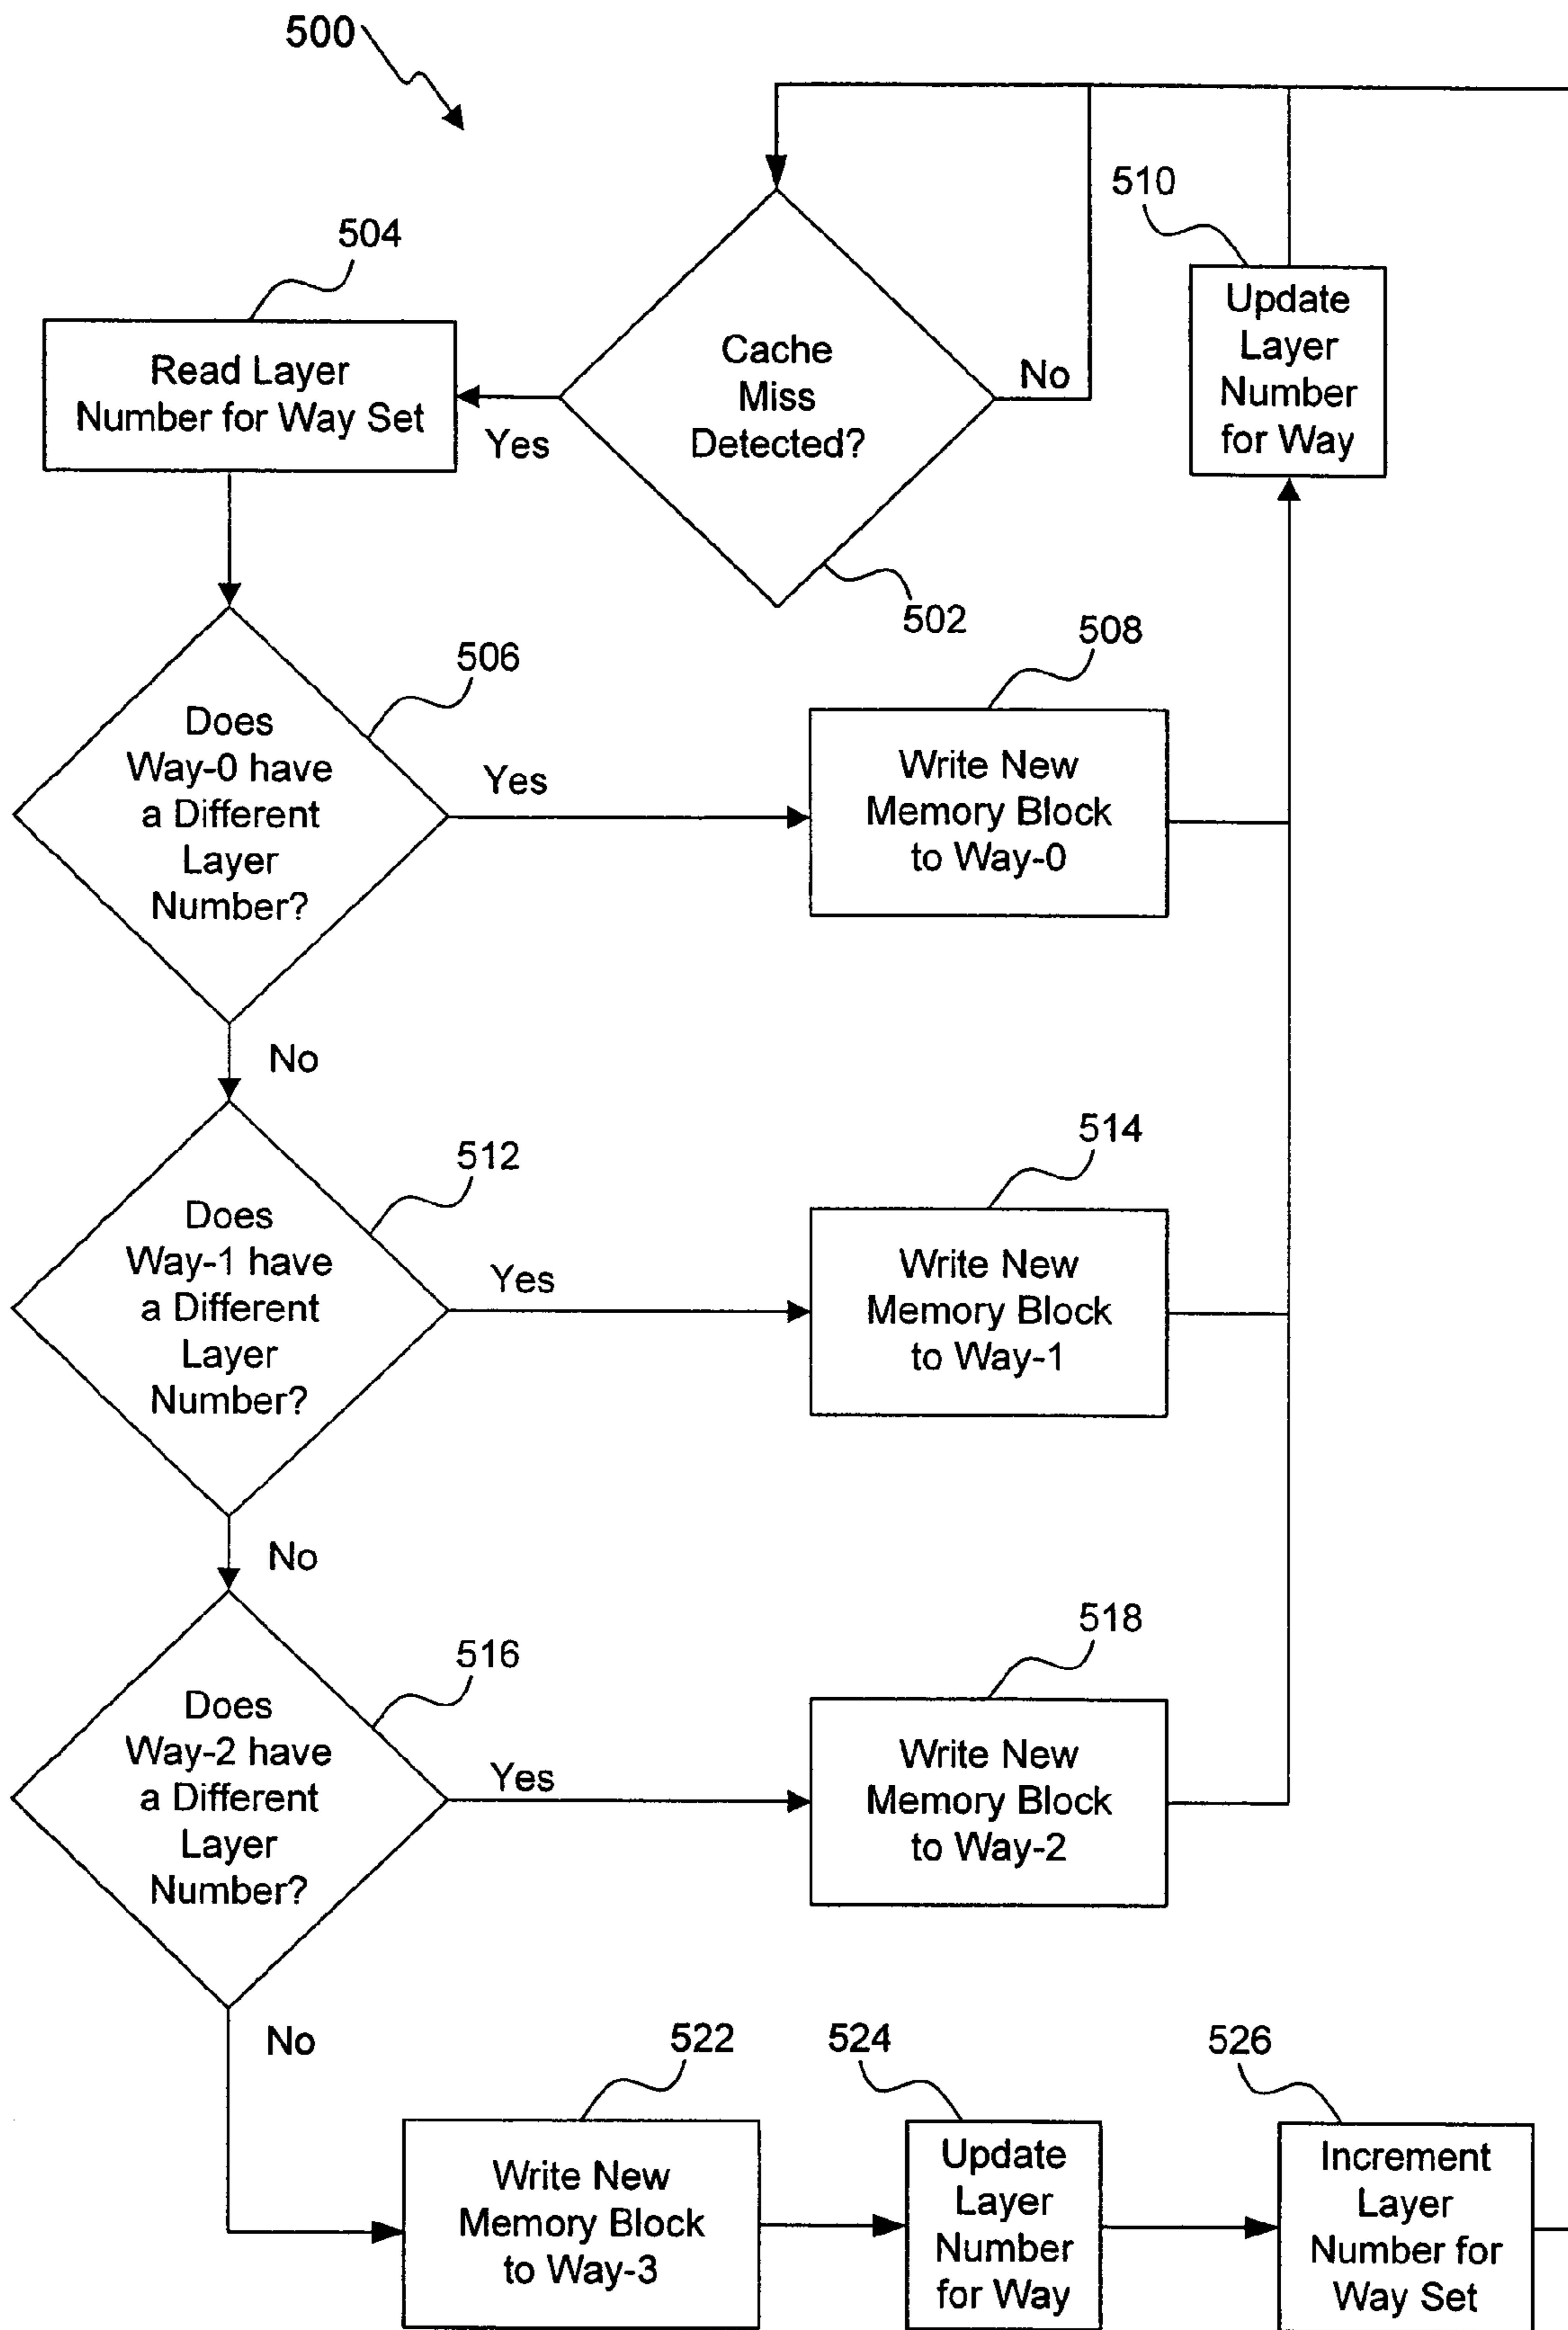 500
510
504
Update
Layer
Number
for Way
Cache
Miss
Detected?
No
Read Layer
Number for Way Set
Yes
502
508
506
Does
Way-0 have
a Different
Layer
Number?
Yes
Write New
Memory Block
to Way-0
No
514
512
Does
Way-1 have
a Different
Layer
Number?
Yes
Write New
Memory Block
to Way-1
No
518
516
Does
Way-2 have
a Different
Layer
Number?
Yes
Write New
Memory Block
to Way-2
No
522
524
526
Write New
Memory Block
to Way-3
Update
Layer
Number
for Way
Increment
Layer
Number for
Way Set